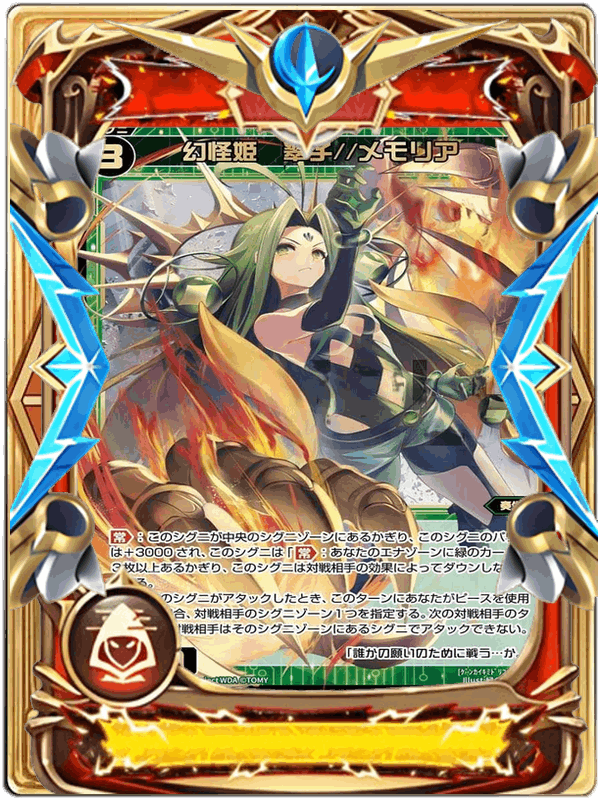 3
幻怪姫 翠子//メモリア
常:このシグニが中央のシグニゾーンにあるかぎり、このシグニのパ
は+3000され、このシグニは「常:あなたのエナゾーンに緑のカー
枚以上あるかぎり、このシグニは対戦相手の効果によってダウンした
る。
のシグニがアタックしたとき、このターンにあなたがピースを使用
合、対戦相手のシグニゾーン1つを指定する。次の対戦相手のタ
戦相手はそのシグニゾーンにあるシグニでアタックできない。
「誰かの願いのために戦う…か
ject WDA ©TOMY
Illust